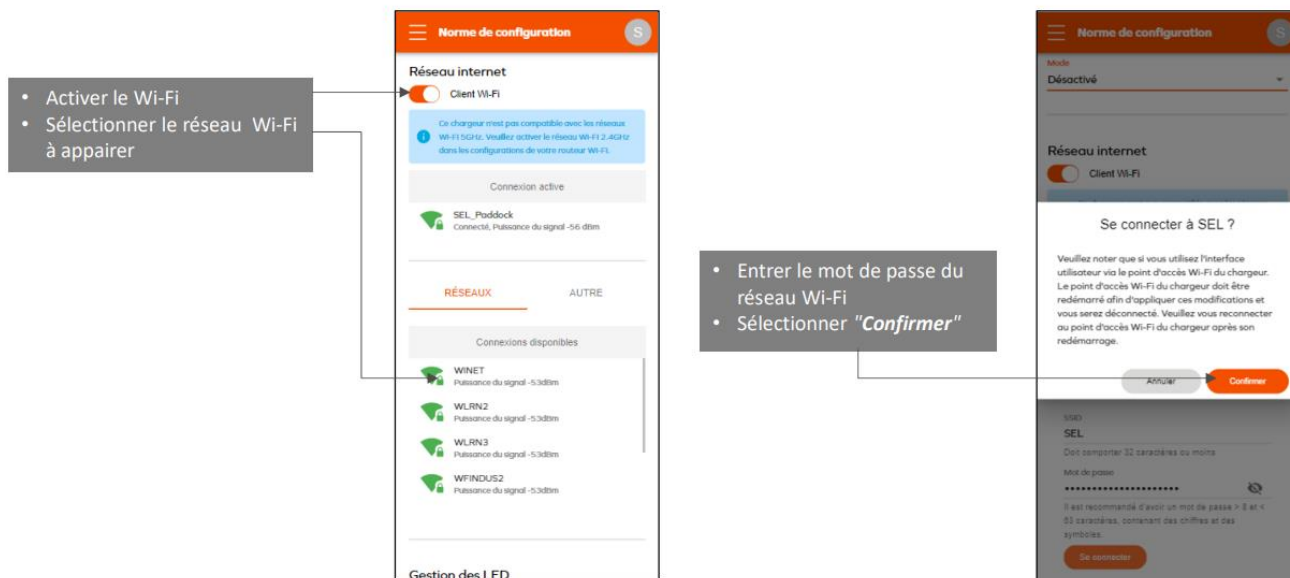 • Activer le Wi-Fi
• Sélectionner le réseau Wi-Fi
à appairer
Norme de configuration
S
Réseau internet
Client Wi-Fi
Ce chargeur n'est pas compatible avec les réseaux
Wi-Fi 5GHz. Veuillez activer le réseau Wi-Fi 2.4GHz
dans les configurations de votre routeur Wi-Fi.
Connexion active
SEL_Paddock
Connecté, Puissance du signal -56 dBm
RÉSEAUX
AUTRE
Connexions disponibles
WINET
Puissance du signal -53dBm
WLRN2
Puissance du signal -53dBm
WLRN3
Puissance du signal -53dBm
WFINDUS2
Puissance du signal -53dBm
Gestion des LED
• Entrer le mot de passe du
réseau Wi-Fi
• Sélectionner "Confirmer"
Norme de configuration
S
Mode
Désactivé
Réseau internet
Client Wi-Fi
Se connecter à SEL ?
Veuillez noter que si vous utilisez l'interface
utilisateur via le point d'accès Wi-Fi du chargeur.
Le point d'accès Wi-Fi du chargeur doit être
redémarré afin d'appliquer ces modifications et
vous serez déconnecté. Veuillez vous reconnecter
au point d'accès Wi-Fi du chargeur après son
redémarrage.
Annuler
Confirmer
SSID
SEL
Doit comporter 32 caractères ou moins
Mot de passe
•••••••••••••••••••••
Il est recommandé d'avoir un mot de passe > 8 et <
63 caractères, contenant des chiffres et des
symboles.
Se connecter